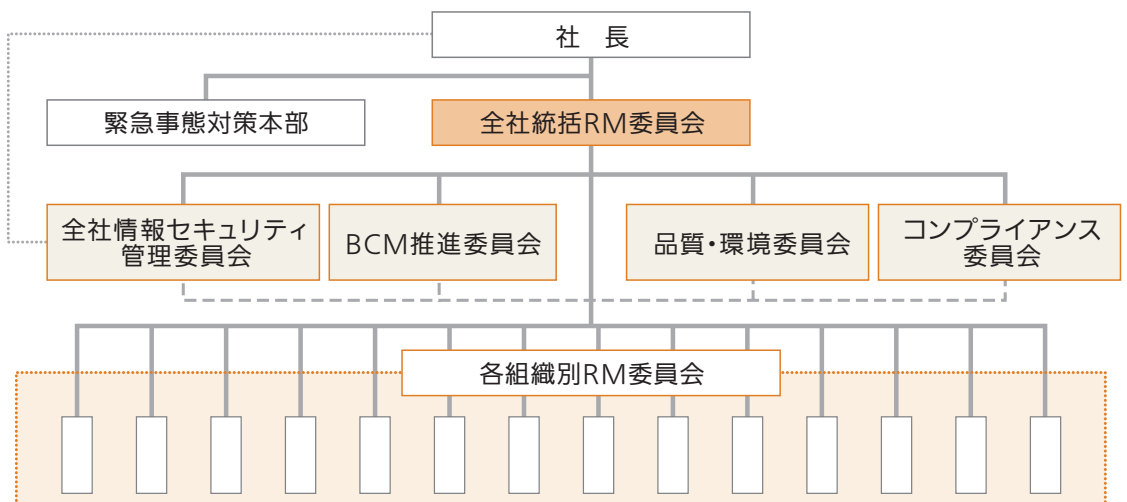 社　長
緊急事態対策本部
全社統括RM委員会
全社情報セキュリティ
管理委員会
BCM推進委員会
品質・環境委員会
コンプライアンス
委員会
各組織別RM委員会